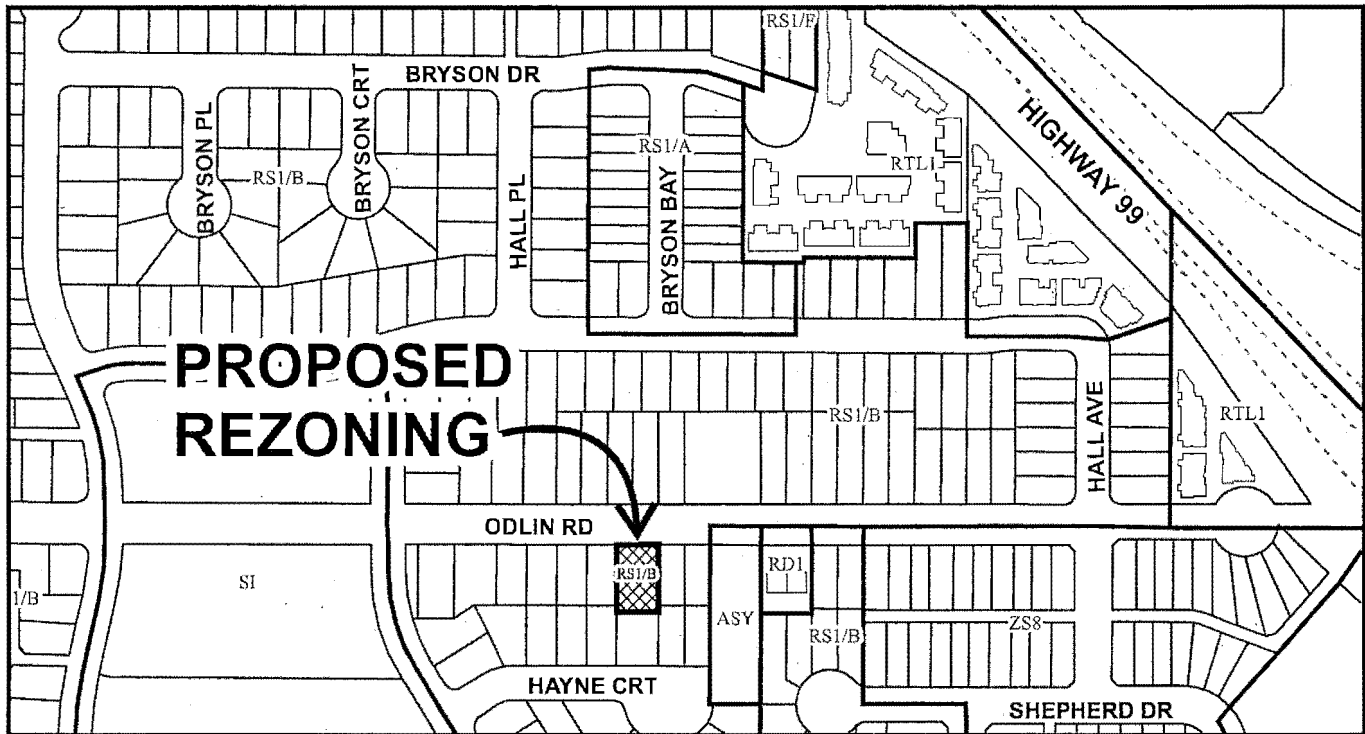 RS1/F
BRYSON DR
BRYSON PL
BRYSON CRT
RS1/B
HALL PL
RS1/A
BRYSON BAY
RTL1
HIGHWAY 99
PROPOSED
REZONING
RS1/B
HALL AVE
RTL1
ODLIN RD
RS1/B
SI
1/B
ASY
RD1
RS1/B
ZS8
HAYNE CRT
SHEPHERD DR